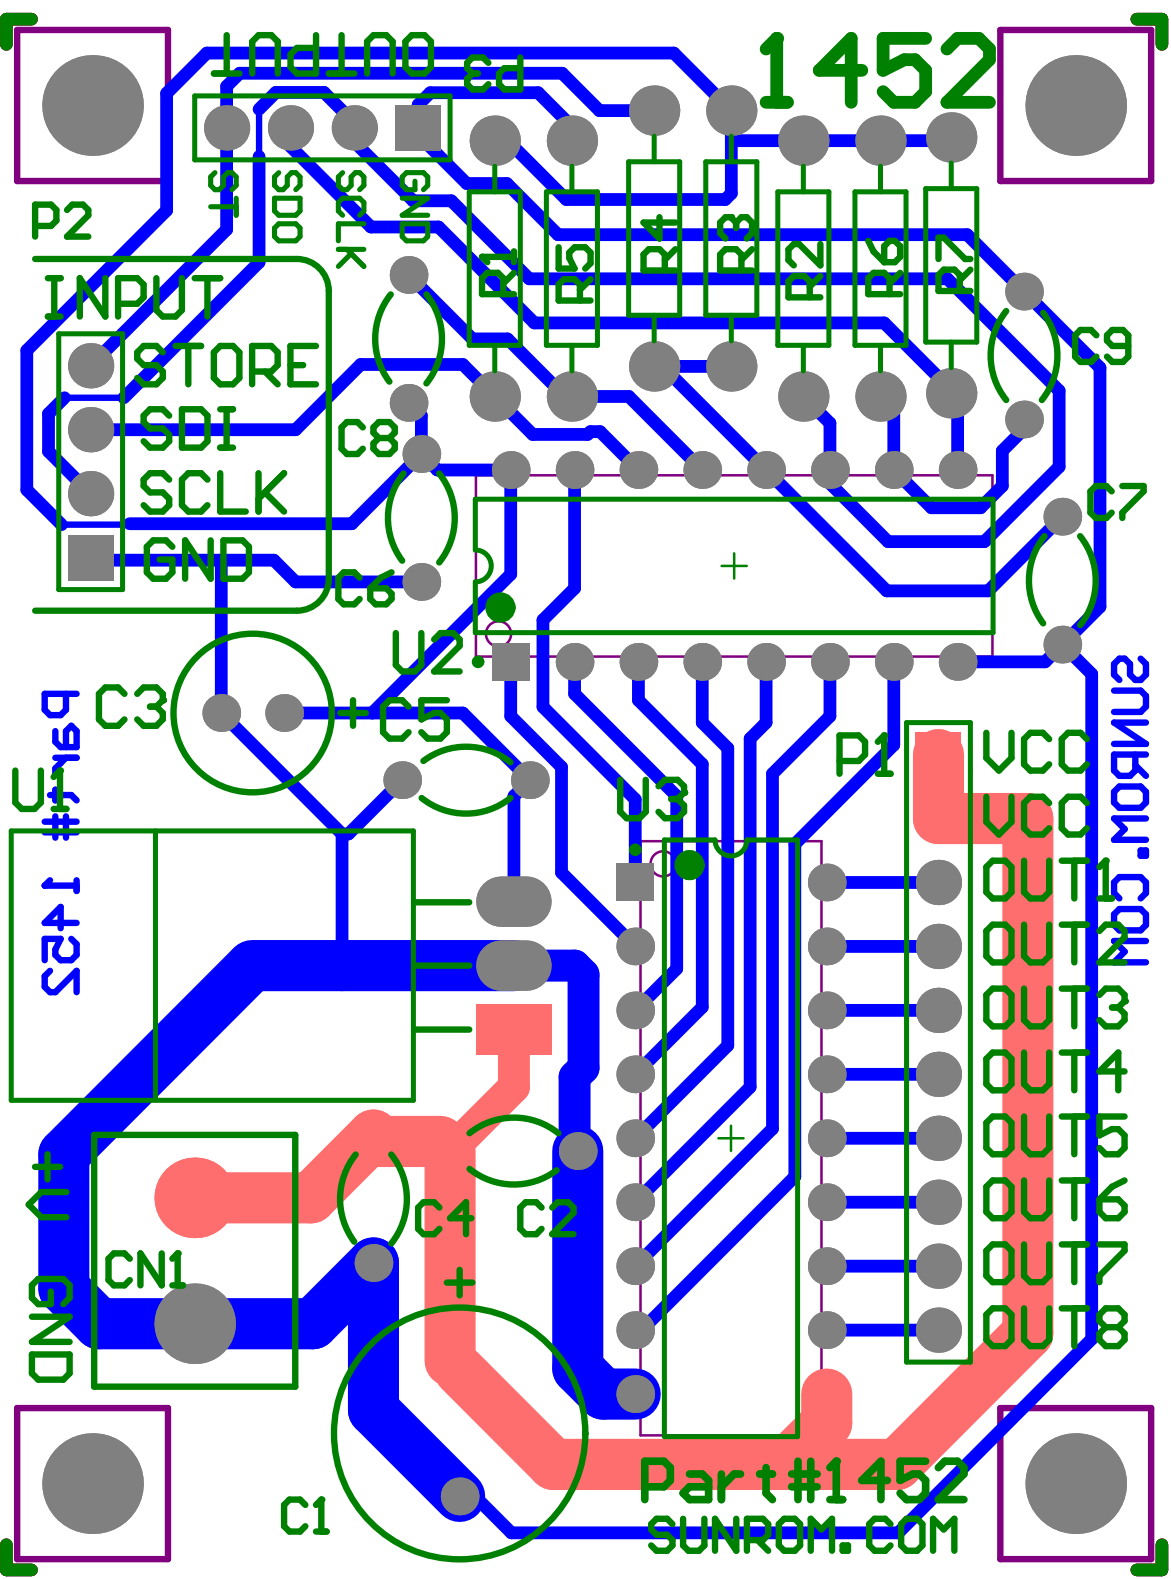 OUTPUT
P3
1452
ST
SDO
SCLK
GND
P2
INPUT
STORE
SDI
SCLK
GND
R1
R5
R4
R3
R2
R6
R7
C9
C8
C7
C6
U2
C3
+
C5
Part# 1452
U1
U3
P1
VCC
VCC
OUT1
OUT2
OUT3
OUT4
OUT5
OUT6
OUT7
OUT8
SUNROM.COM
+V
GND
CN1
C4
C2
+
C1
Part#1452
SUNROM.COM